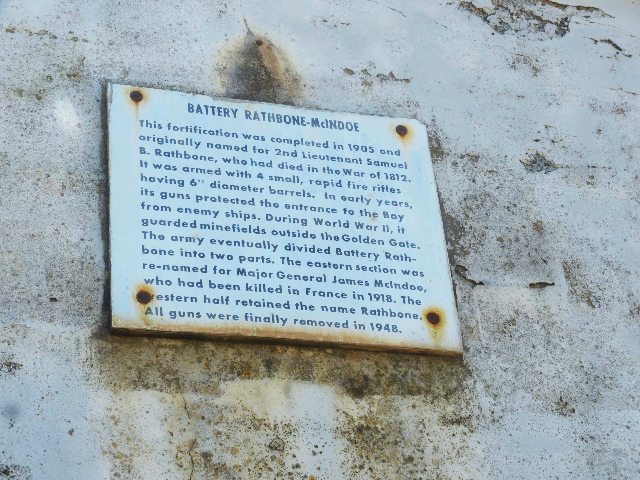 BATTERY RATHBONE-McINDOE
This fortification was completed in 1905 and
originally named for 2nd Lieutenant Samuel
B. Rathbone, who had died in the War of 1812.
It was armed with 4 small, rapid fire rifles
having 6" diameter barrels. In early years,
its guns protected the entrance to the Bay
from enemy ships. During World War II, it
guarded minefields outside the Golden Gate.
The army eventually divided Battery Rath-
bone into two parts. The eastern section was
re-named for Major General James McIndoe,
who had been killed in France in 1918. The
western half retained the name Rathbone.
All guns were finally removed in 1948.